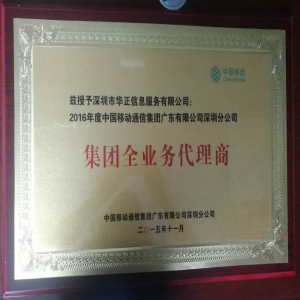 中国移动
China Mobile
兹授予深圳市华正信息服务有限公司：
2016年度中国移动通信集团广东有限公司深圳分公司
集团全业务代理商
中国移动通信集团广东有限公司深圳分公司
二〇一五年十一月